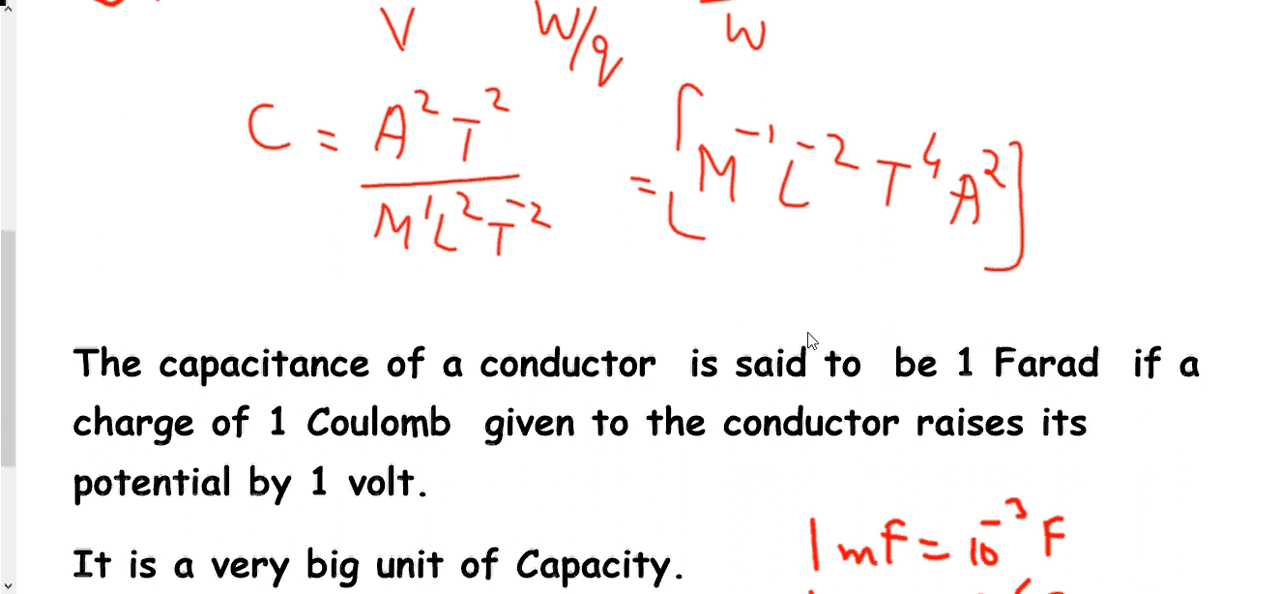 V W/q W
C = A²T² / M¹L²T⁻² = [M⁻¹L⁻²T⁴A²]
The capacitance of a conductor is said to be 1 Farad if a
charge of 1 Coulomb given to the conductor raises its
potential by 1 volt.
1 mF = 10⁻³ F
It is a very big unit of Capacity.